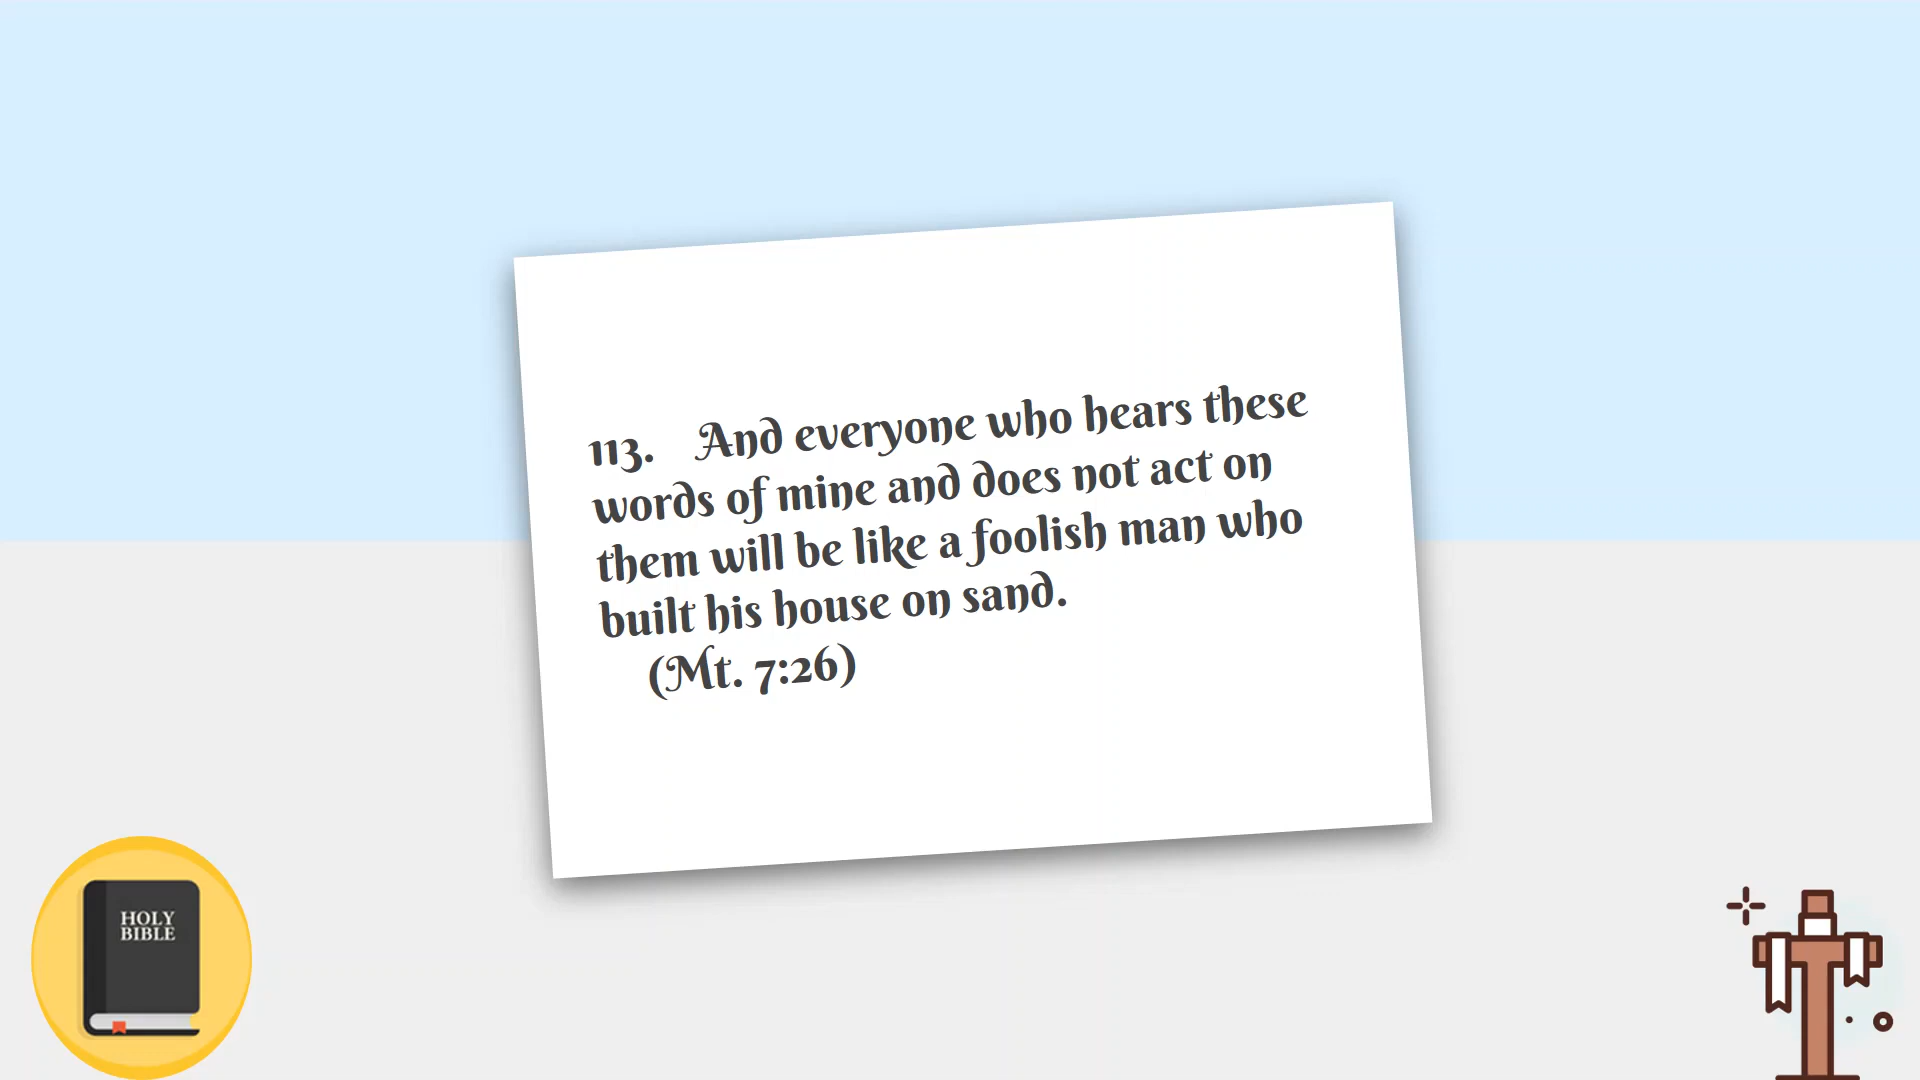 113. And everyone who hears these
words of mine and does not act on
them will be like a foolish man who
built his house on sand.
(Mt. 7:26)
HOLY
BIBLE